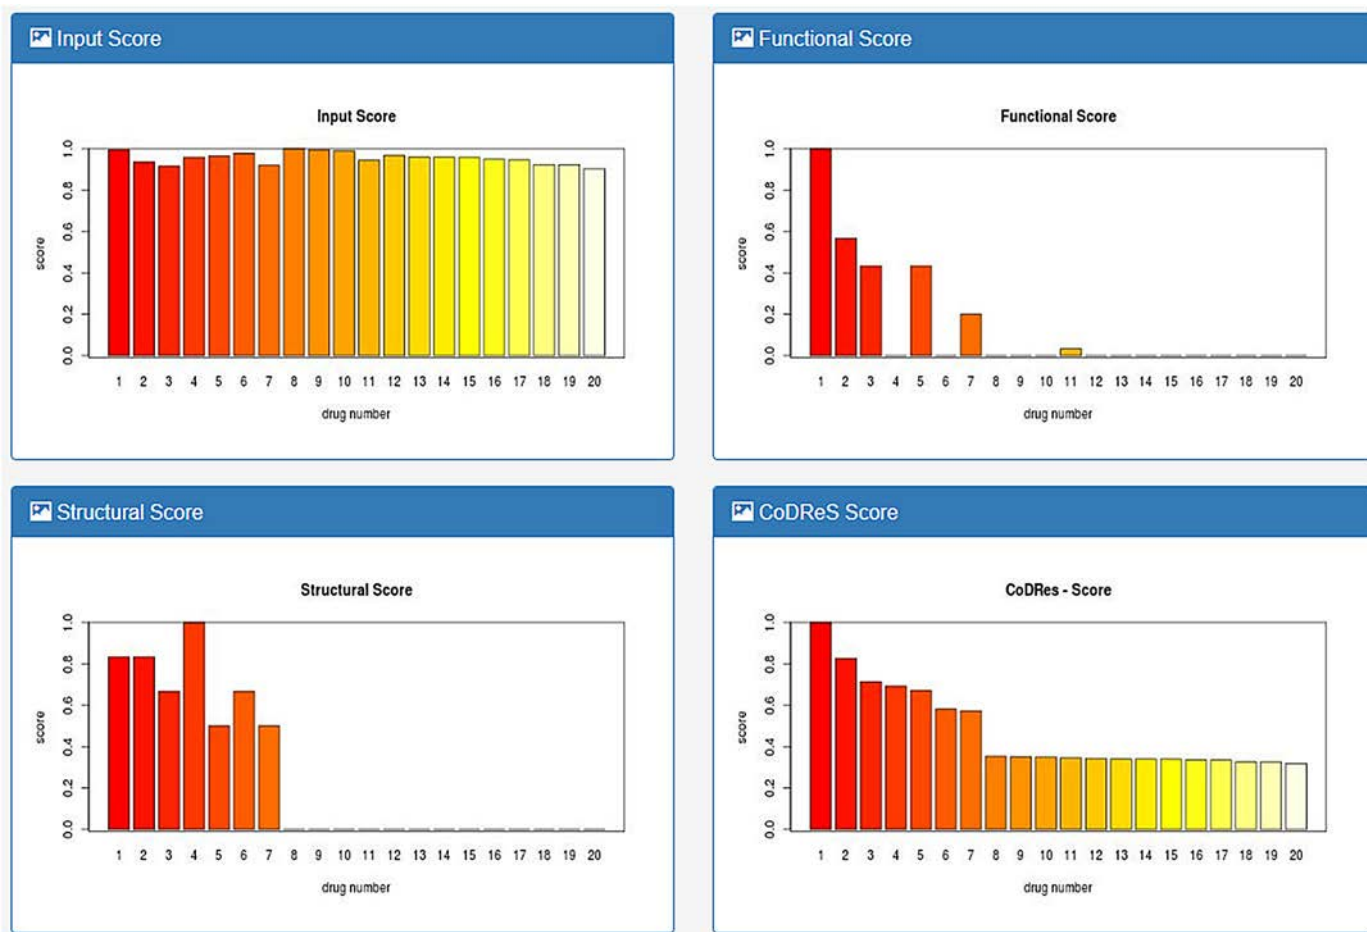 Input Score
Input Score
score
0.0 0.2 0.4 0.6 0.8 1.0
1 2 3 4 5 6 7 8 9 10 11 12 13 14 15 16 17 18 19 20
drug number
Functional Score
Functional Score
score
0.0 0.2 0.4 0.6 0.8 1.0
1 2 3 4 5 6 7 8 9 10 11 12 13 14 15 16 17 18 19 20
drug number
Structural Score
Structural Score
score
0.0 0.2 0.4 0.6 0.8 1.0
1 2 3 4 5 6 7 8 9 10 11 12 13 14 15 16 17 18 19 20
drug number
CoDReS Score
CoDRes - Score
score
0.0 0.2 0.4 0.6 0.8 1.0
1 2 3 4 5 6 7 8 9 10 11 12 13 14 15 16 17 18 19 20
drug number